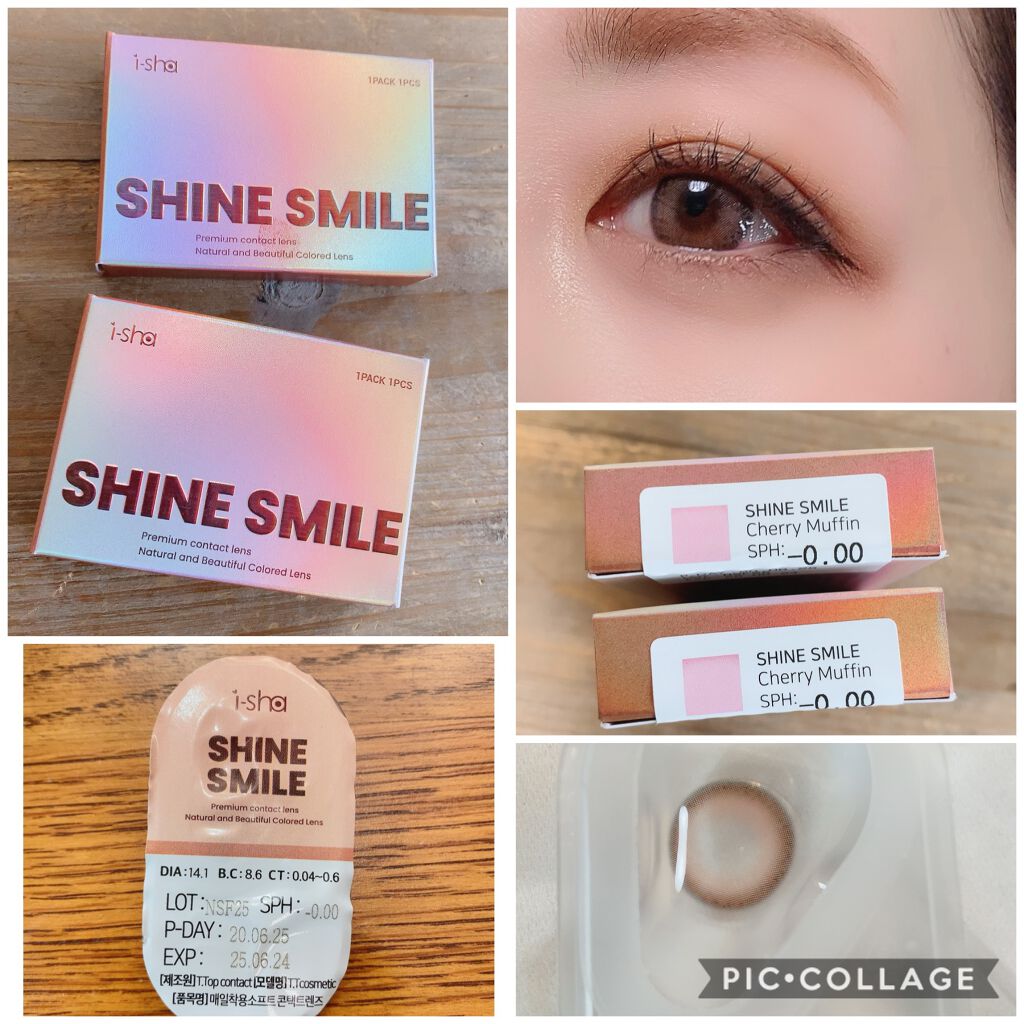 i-sha
1PACK 1PCS
SHINE SMILE
Premium contact lens
Natural and Beautiful Colored Lens
i-sha
1PACK 1PCS
SHINE SMILE
Premium contact lens
Natural and Beautiful Colored Lens
SHINE SMILE
Cherry Muffin
SPH:-0.00
SHINE SMILE
Cherry Muffin
SPH:-0.00
i-sha
SHINE
SMILE
Premium contact lens
Natural and Beautiful Colored Lens
DIA:14.1 B.C:8.6 CT:0.04~0.6
LOT:NSF25 SPH:-0.00
P-DAY: 20.06.25
EXP: 25.06.24
[제조원]T.Top contact [모델명]T.Tcosmetic
[품목명]매일착용소프트콘택트렌즈
PIC•COLLAGE